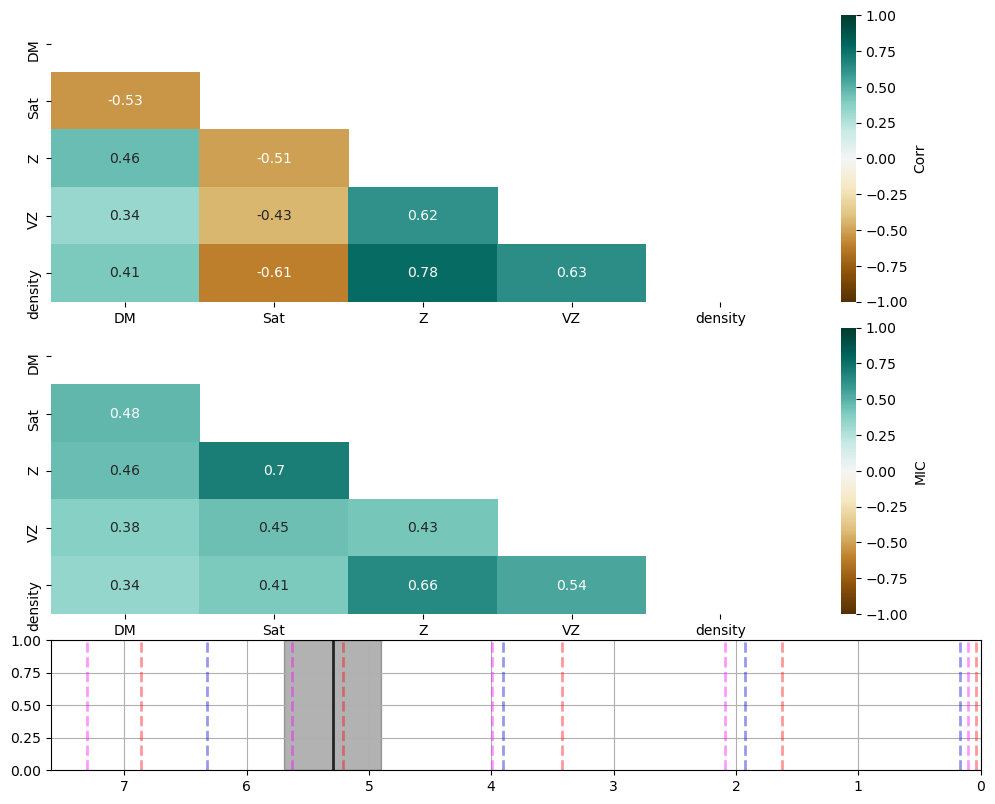 DM
Sat
-0.53
Z
0.46 -0.51
VZ
0.34 -0.43 0.62
density
0.41 -0.61 0.78 0.63
DM Sat Z VZ density
1.00
0.75
0.50
0.25
0.00
−0.25
−0.50
−0.75
−1.00
Corr
DM
Sat
0.48
Z
0.46 0.7
VZ
0.38 0.45 0.43
density
0.34 0.41 0.66 0.54
DM Sat Z VZ density
1.00
0.75
0.50
0.25
0.00
−0.25
−0.50
−0.75
−1.00
MIC
1.00
0.75
0.50
0.25
0.00
7 6 5 4 3 2 1 0